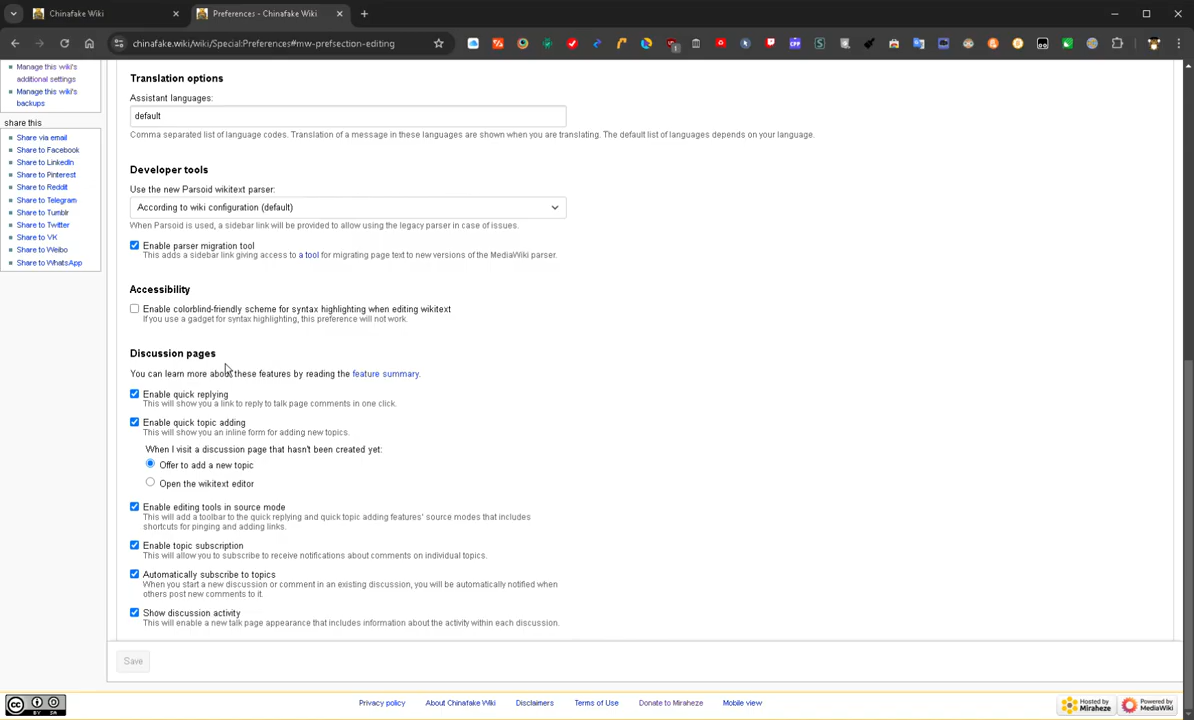 Chinafake Wiki
Preferences - Chinafake Wiki
chinafake.wiki/wiki/Special:Preferences#mw-prefsection-editing
Manage this wiki's
additional settings
Manage this wiki's
backups
share this
Share via email
Share to Facebook
Share to LinkedIn
Share to Pinterest
Share to Reddit
Share to Telegram
Share to Tumblr
Share to Twitter
Share to VK
Share to Weibo
Share to WhatsApp
Translation options
Assistant languages:
default
Comma separated list of language codes. Translation of a message in these languages are shown when you are translating. The default list of languages depends on your language.
Developer tools
Use the new Parsoid wikitext parser:
According to wiki configuration (default)
When Parsoid is used, a sidebar link will be provided to allow using the legacy parser in case of issues.
Enable parser migration tool
This adds a sidebar link giving access to a tool for migrating page text to new versions of the MediaWiki parser.
Accessibility
Enable colorblind-friendly scheme for syntax highlighting when editing wikitext
If you use a gadget for syntax highlighting, this preference will not work.
Discussion pages
You can learn more about these features by reading the feature summary.
Enable quick replying
This will show you a link to reply to talk page comments in one click.
Enable quick topic adding
This will show you an inline form for adding new topics.
When I visit a discussion page that hasn't been created yet:
Offer to add a new topic
Open the wikitext editor
Enable editing tools in source mode
This will add a toolbar to the quick replying and quick topic adding features' source modes that includes
shortcuts for pinging and adding links.
Enable topic subscription
This will allow you to subscribe to receive notifications about comments on individual topics.
Automatically subscribe to topics
When you start a new discussion or comment in an existing discussion, you will be automatically notified when
others post new comments to it.
Show discussion activity
This will enable a new talk page appearance that includes information about the activity within each discussion.
Save
Privacy policy
About Chinafake Wiki
Disclaimers
Terms of Use
Donate to Miraheze
Mobile view
Hosted by
Miraheze
Powered by
MediaWiki
BY SA